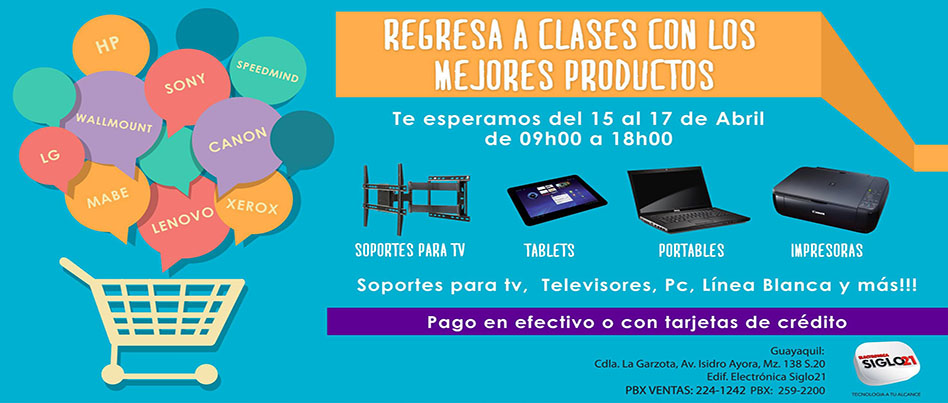 HP
SONY
SPEEDMIND
WALLMOUNT
CANON
LG
MABE
LENOVO
XEROX
REGRESA A CLASES CON LOS
MEJORES PRODUCTOS
Te esperamos del 15 al 17 de Abril
de 09h00 a 18h00
Canon
SOPORTES PARA TV
TABLETS
PORTABLES
IMPRESORAS
Soportes para tv, Televisores, Pc, Línea Blanca y más!!!
Pago en efectivo o con tarjetas de crédito
Guayaquil:
Cdla. La Garzota, Av. Isidro Ayora, Mz. 138 S.20
Edif. Electrónica Siglo21
PBX VENTAS: 224-1242 PBX: 259-2200
ELECTRONICA
SIGLO21
TECNOLOGIA A TU ALCANCE